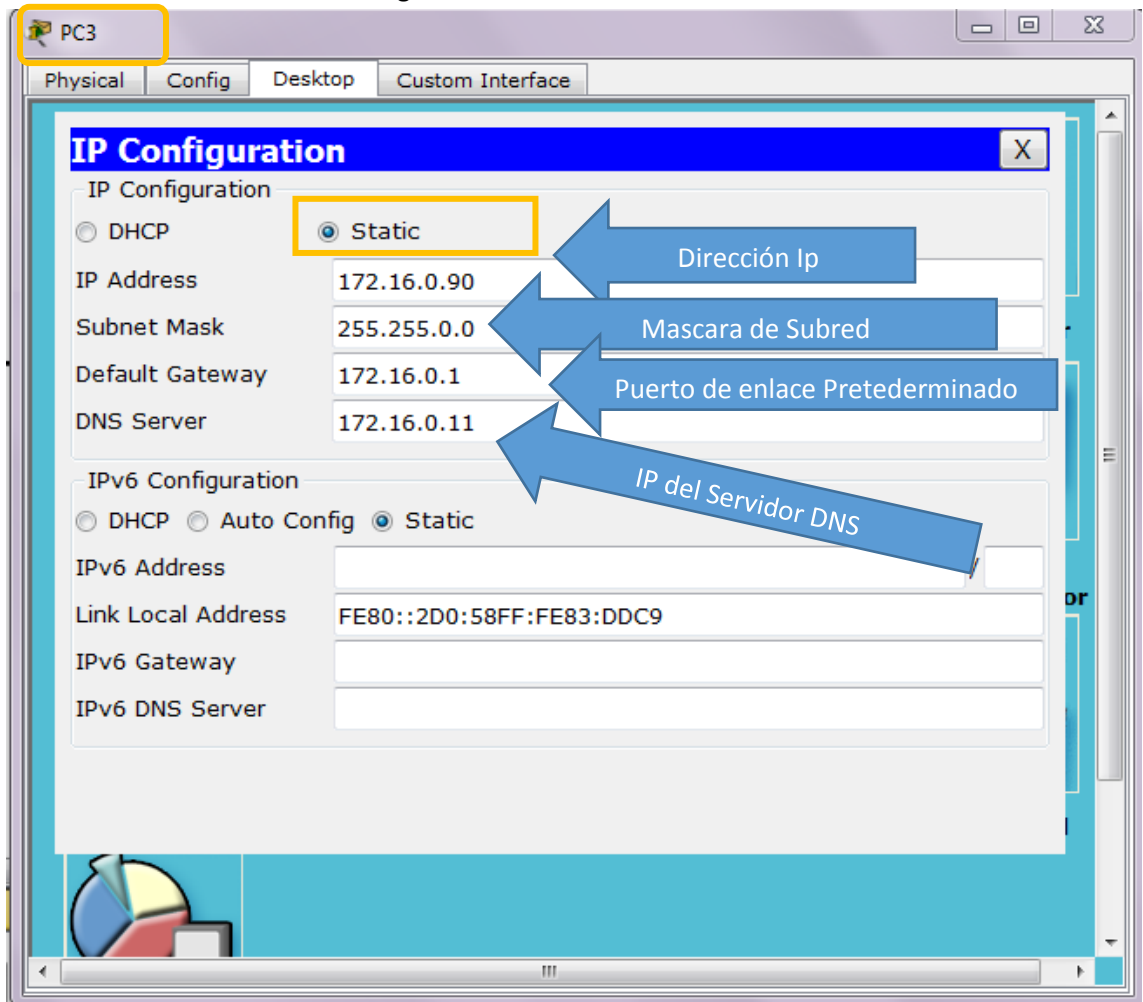 PC3
Physical Config Desktop Custom Interface
IP Configuration X
IP Configuration
DHCP Static
Dirección Ip
IP Address 172.16.0.90
Subnet Mask 255.255.0.0 Mascara de Subred
Default Gateway 172.16.0.1 Puerto de enlace Pretederminado
DNS Server 172.16.0.11
IP del Servidor DNS
IPv6 Configuration
DHCP Auto Config Static
IPv6 Address /
Link Local Address FE80::2D0:58FF:FE83:DDC9
or
IPv6 Gateway
IPv6 DNS Server